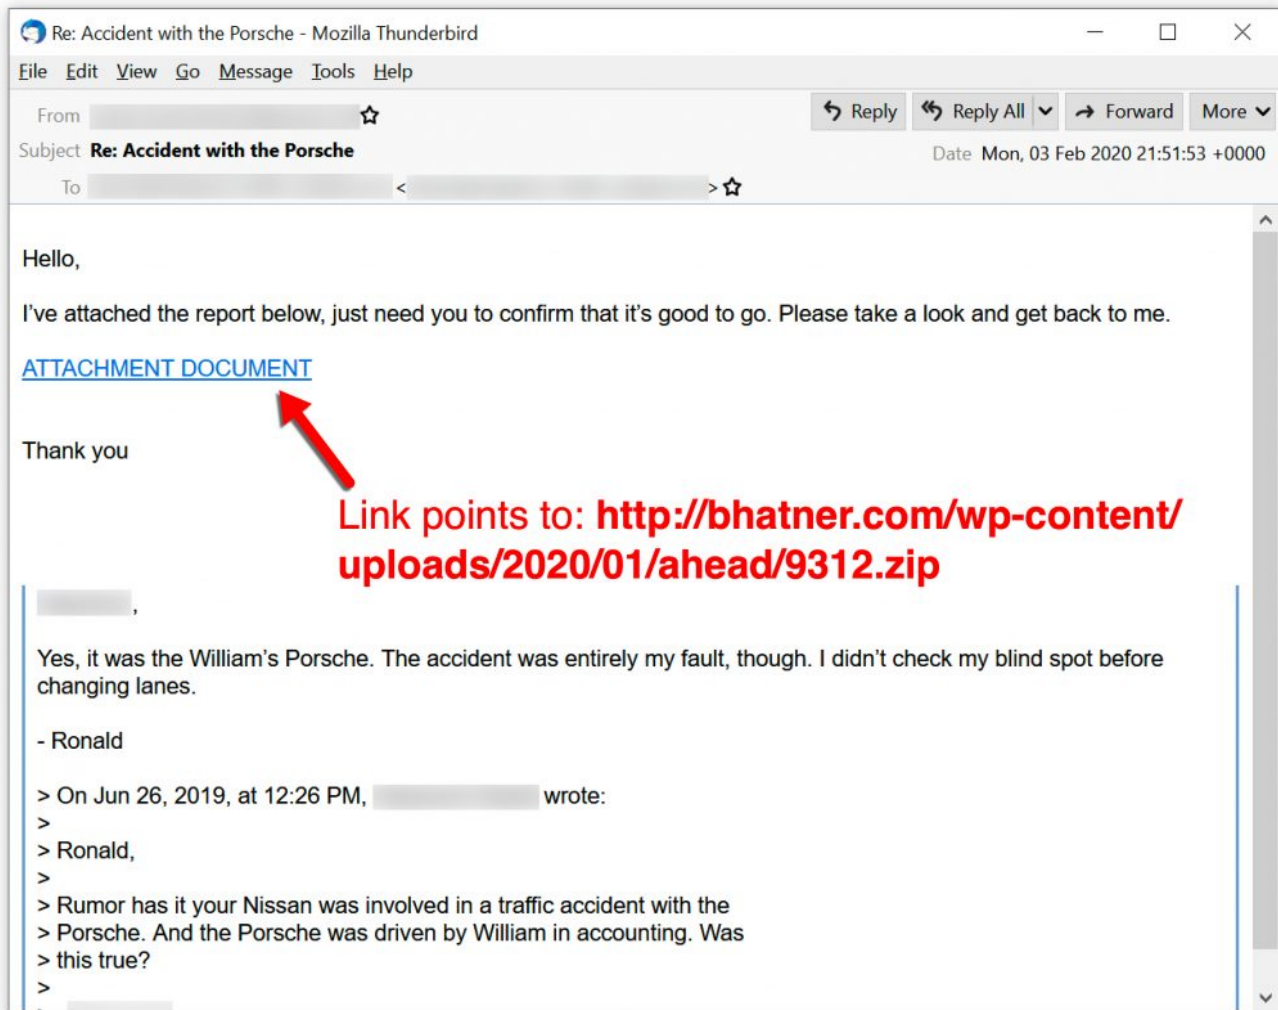 Re: Accident with the Porsche - Mozilla Thunderbird
File Edit View Go Message Tools Help
From
Reply Reply All Forward More
Subject Re: Accident with the Porsche
Date Mon, 03 Feb 2020 21:51:53 +0000
To < >
Hello,
I’ve attached the report below, just need you to confirm that it’s good to go. Please take a look and get back to me.
ATTACHMENT DOCUMENT
Thank you
Link points to: http://bhatner.com/wp-content/
uploads/2020/01/ahead/9312.zip
,
Yes, it was the William’s Porsche. The accident was entirely my fault, though. I didn’t check my blind spot before
changing lanes.
- Ronald
> On Jun 26, 2019, at 12:26 PM, wrote:
>
> Ronald,
>
> Rumor has it your Nissan was involved in a traffic accident with the
> Porsche. And the Porsche was driven by William in accounting. Was
> this true?
>